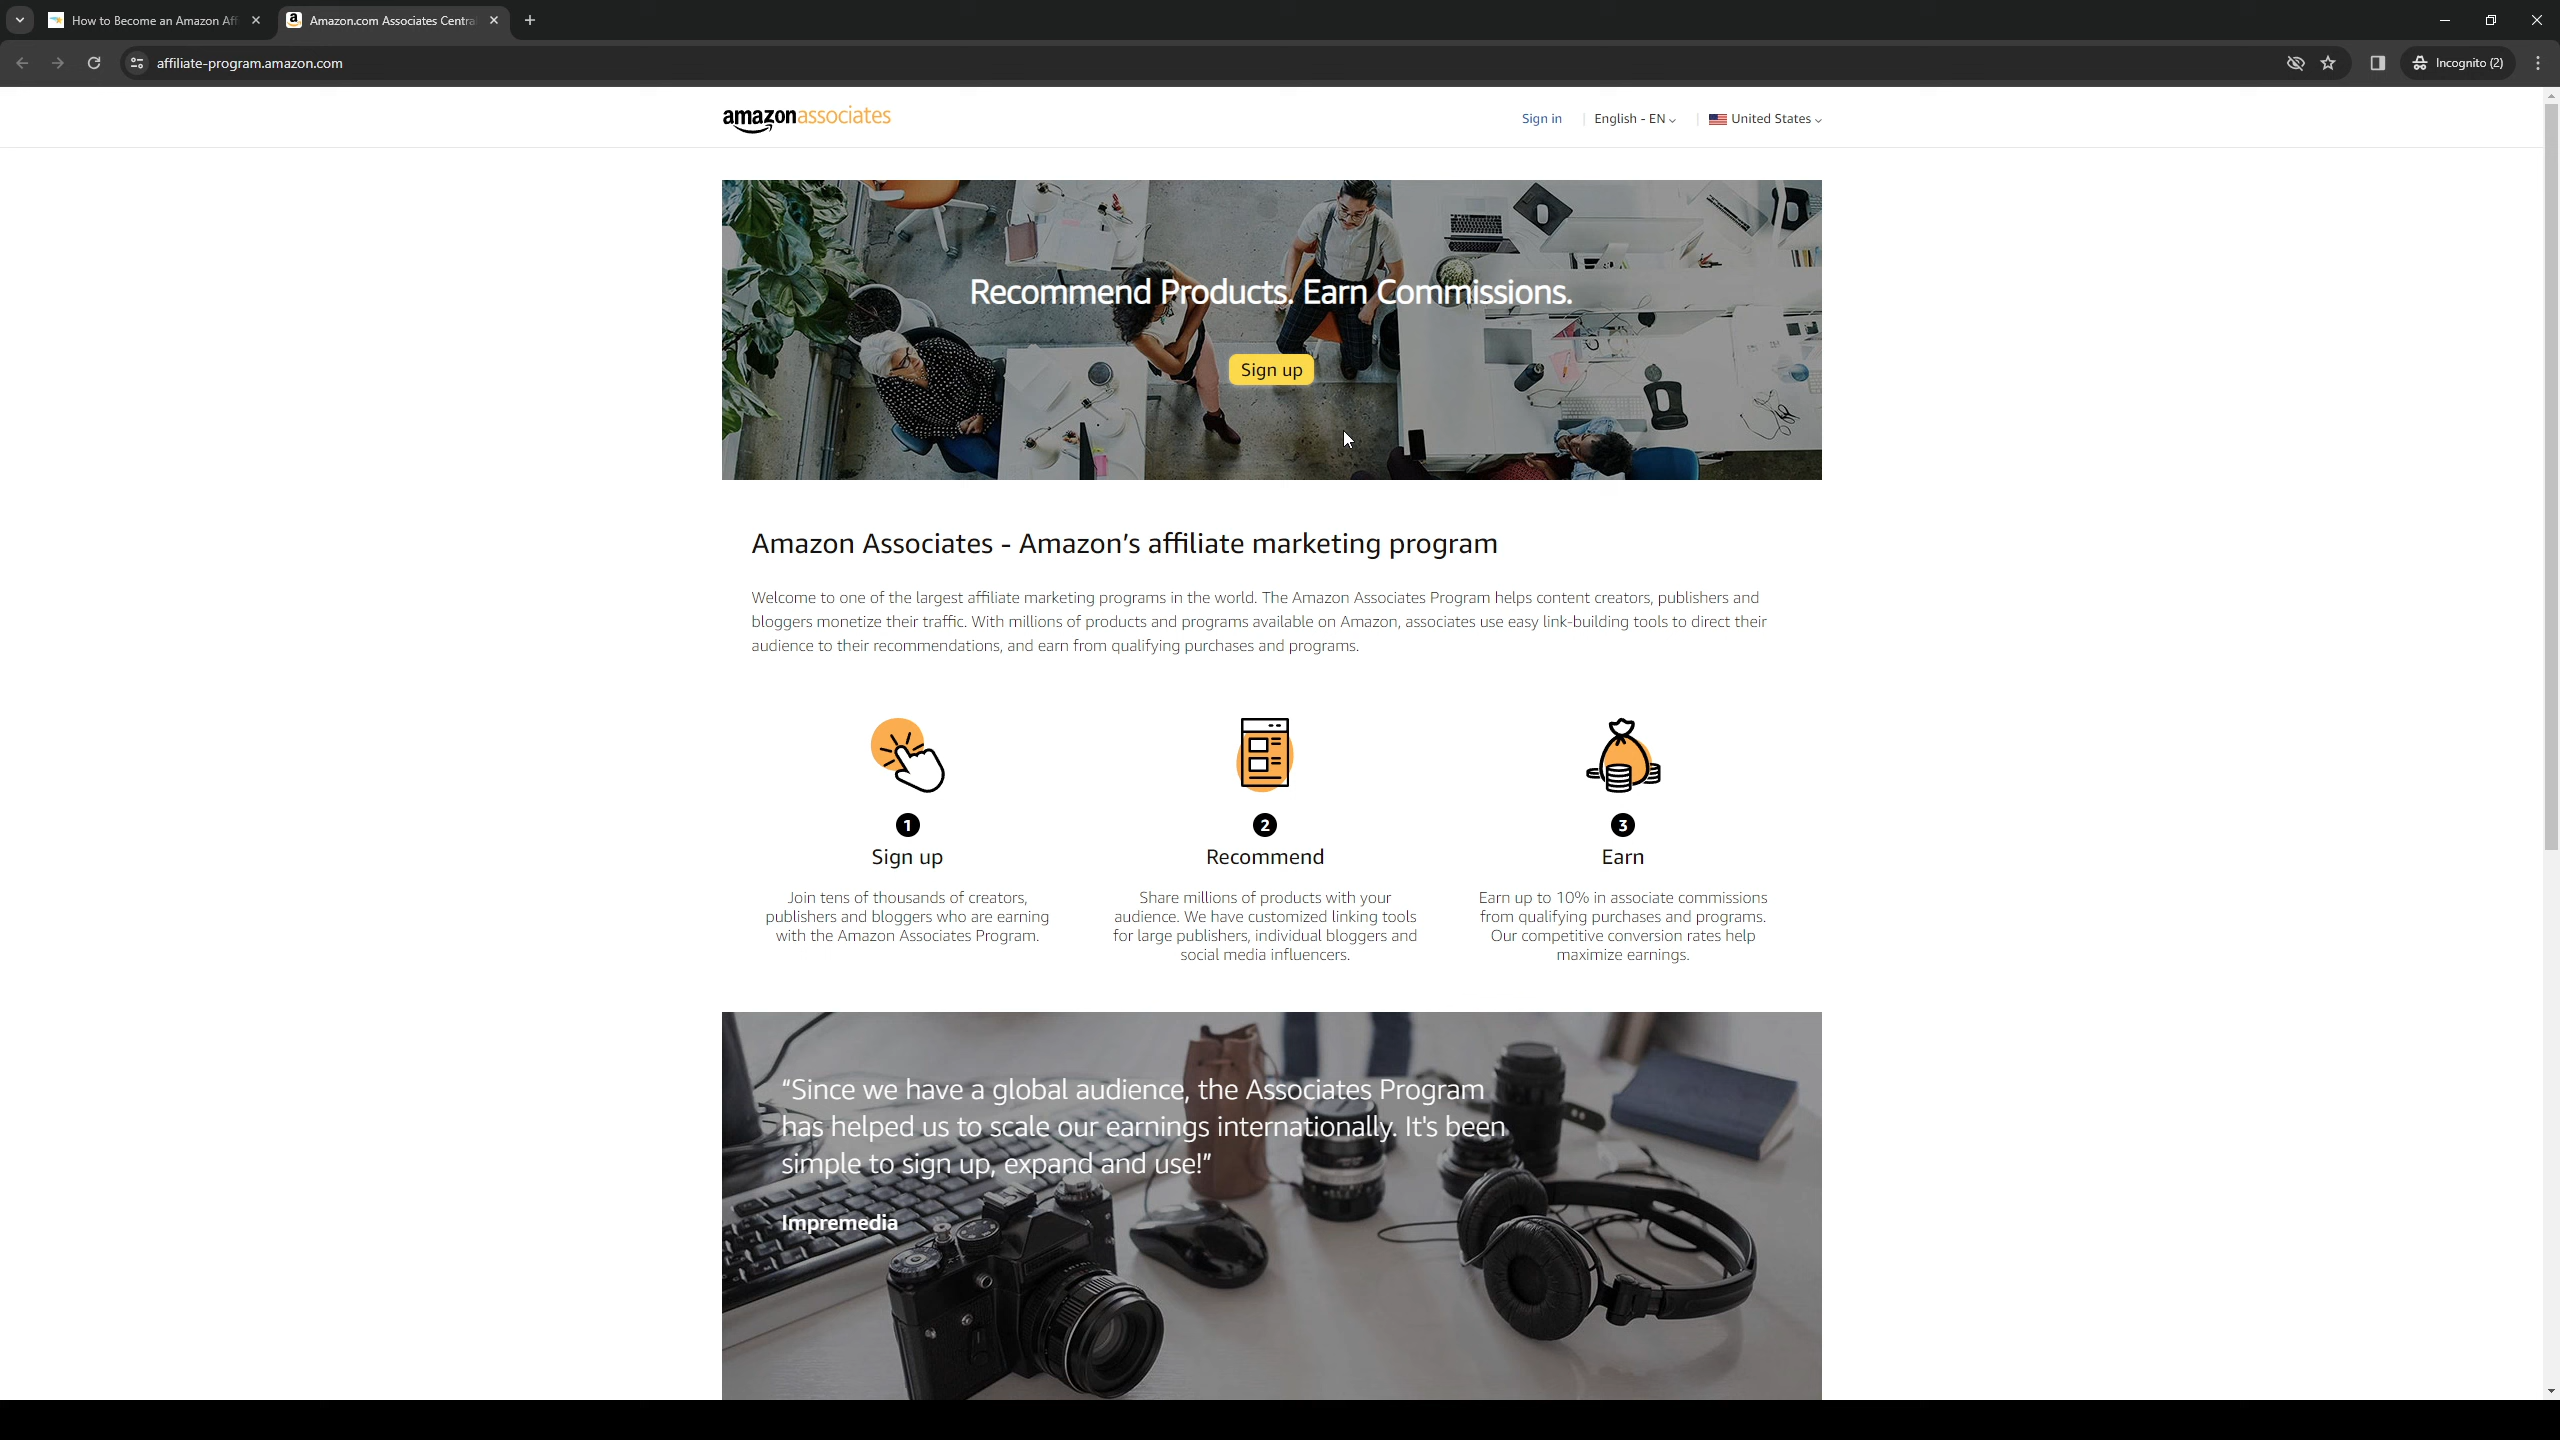 How to Become an Amazon Aff
Amazon.com Associates Centra
affiliate-program.amazon.com
Incognito (2)
amazonassociates
Sign in
English - EN
United States
Recommend Products. Earn Commissions.
Sign up
Amazon Associates - Amazon’s affiliate marketing program
Welcome to one of the largest affiliate marketing programs in the world. The Amazon Associates Program helps content creators, publishers and
bloggers monetize their traffic. With millions of products and programs available on Amazon, associates use easy link-building tools to direct their
audience to their recommendations, and earn from qualifying purchases and programs.
1
Sign up
Join tens of thousands of creators,
publishers and bloggers who are earning
with the Amazon Associates Program.
2
Recommend
Share millions of products with your
audience. We have customized linking tools
for large publishers, individual bloggers and
social media influencers.
3
Earn
Earn up to 10% in associate commissions
from qualifying purchases and programs.
Our competitive conversion rates help
maximize earnings.
“Since we have a global audience, the Associates Program
has helped us to scale our earnings internationally. It's been
simple to sign up, expand and use!”
Impremedia